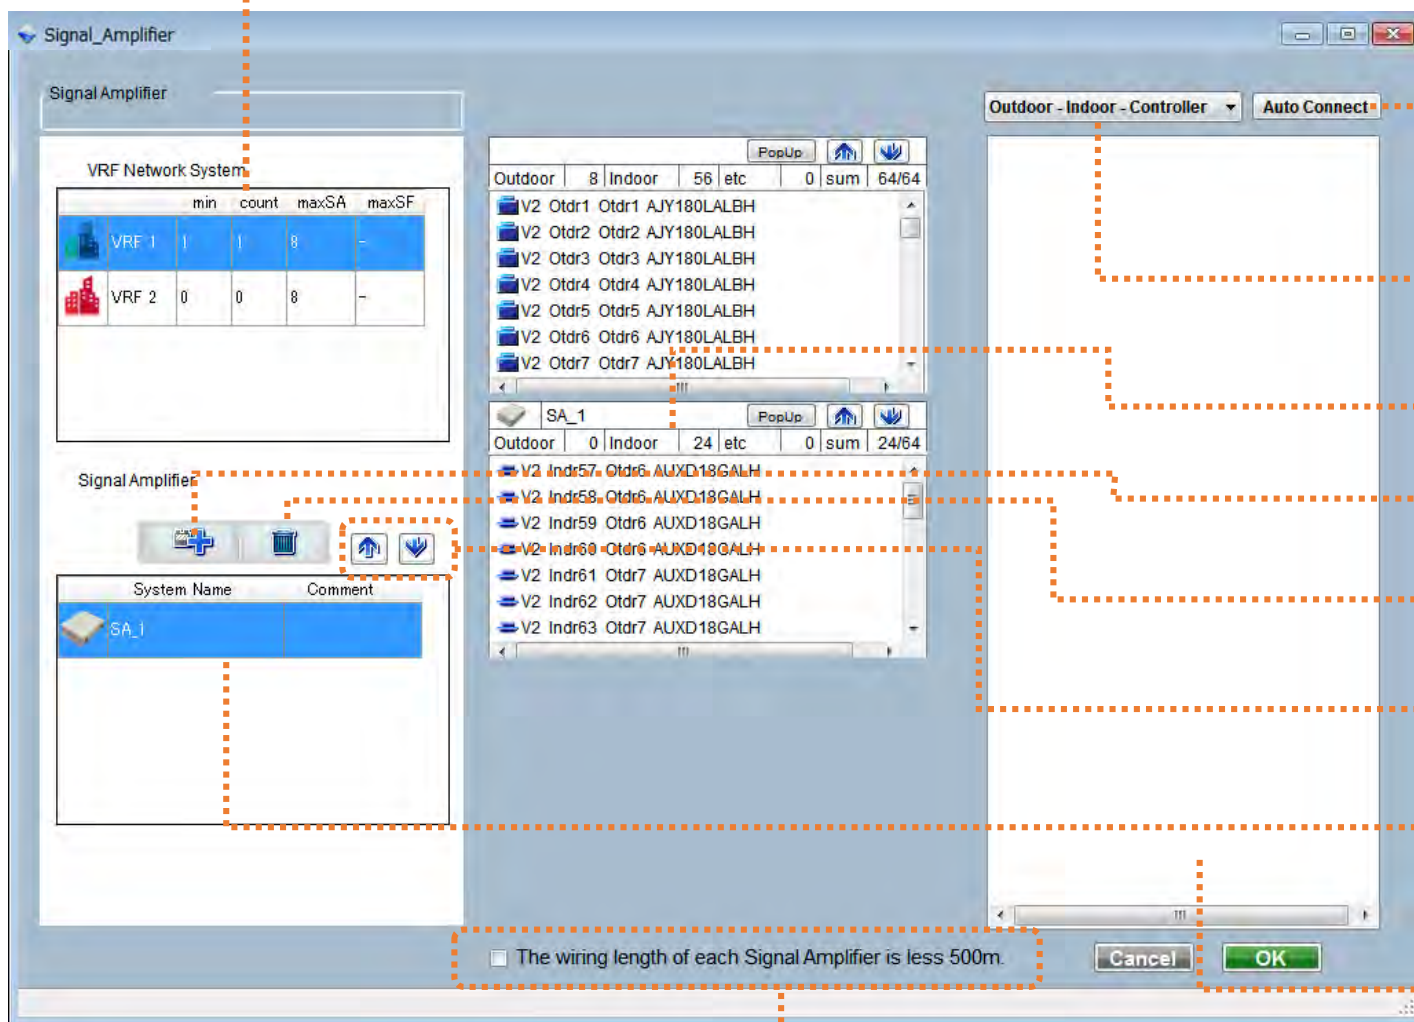 Signal_Amplifier
Signal Amplifier
Outdoor - Indoor - Controller
Auto Connect
VRF Network System
min count maxSA maxSF
VRF 1 1 1 8 -
VRF 2 0 0 8 -
PopUp
Outdoor 8 Indoor 56 etc 0 sum 64/64
V2 Otdr1 Otdr1 AJY180LALBH
V2 Otdr2 Otdr2 AJY180LALBH
V2 Otdr3 Otdr3 AJY180LALBH
V2 Otdr4 Otdr4 AJY180LALBH
V2 Otdr5 Otdr5 AJY180LALBH
V2 Otdr6 Otdr6 AJY180LALBH
V2 Otdr7 Otdr7 AJY180LALBH
SA_1 PopUp
Outdoor 0 Indoor 24 etc 0 sum 24/64
V2 Indr57 Otdr6 AUXD18GALH
V2 Indr58 Otdr6 AUXD18GALH
V2 Indr59 Otdr6 AUXD18GALH
V2 Indr60 Otdr6 AUXD18GALH
V2 Indr61 Otdr7 AUXD18GALH
V2 Indr62 Otdr7 AUXD18GALH
V2 Indr63 Otdr7 AUXD18GALH
Signal Amplifier
System Name Comment
SA_1
The wiring length of each Signal Amplifier is less 500m.
Cancel
OK